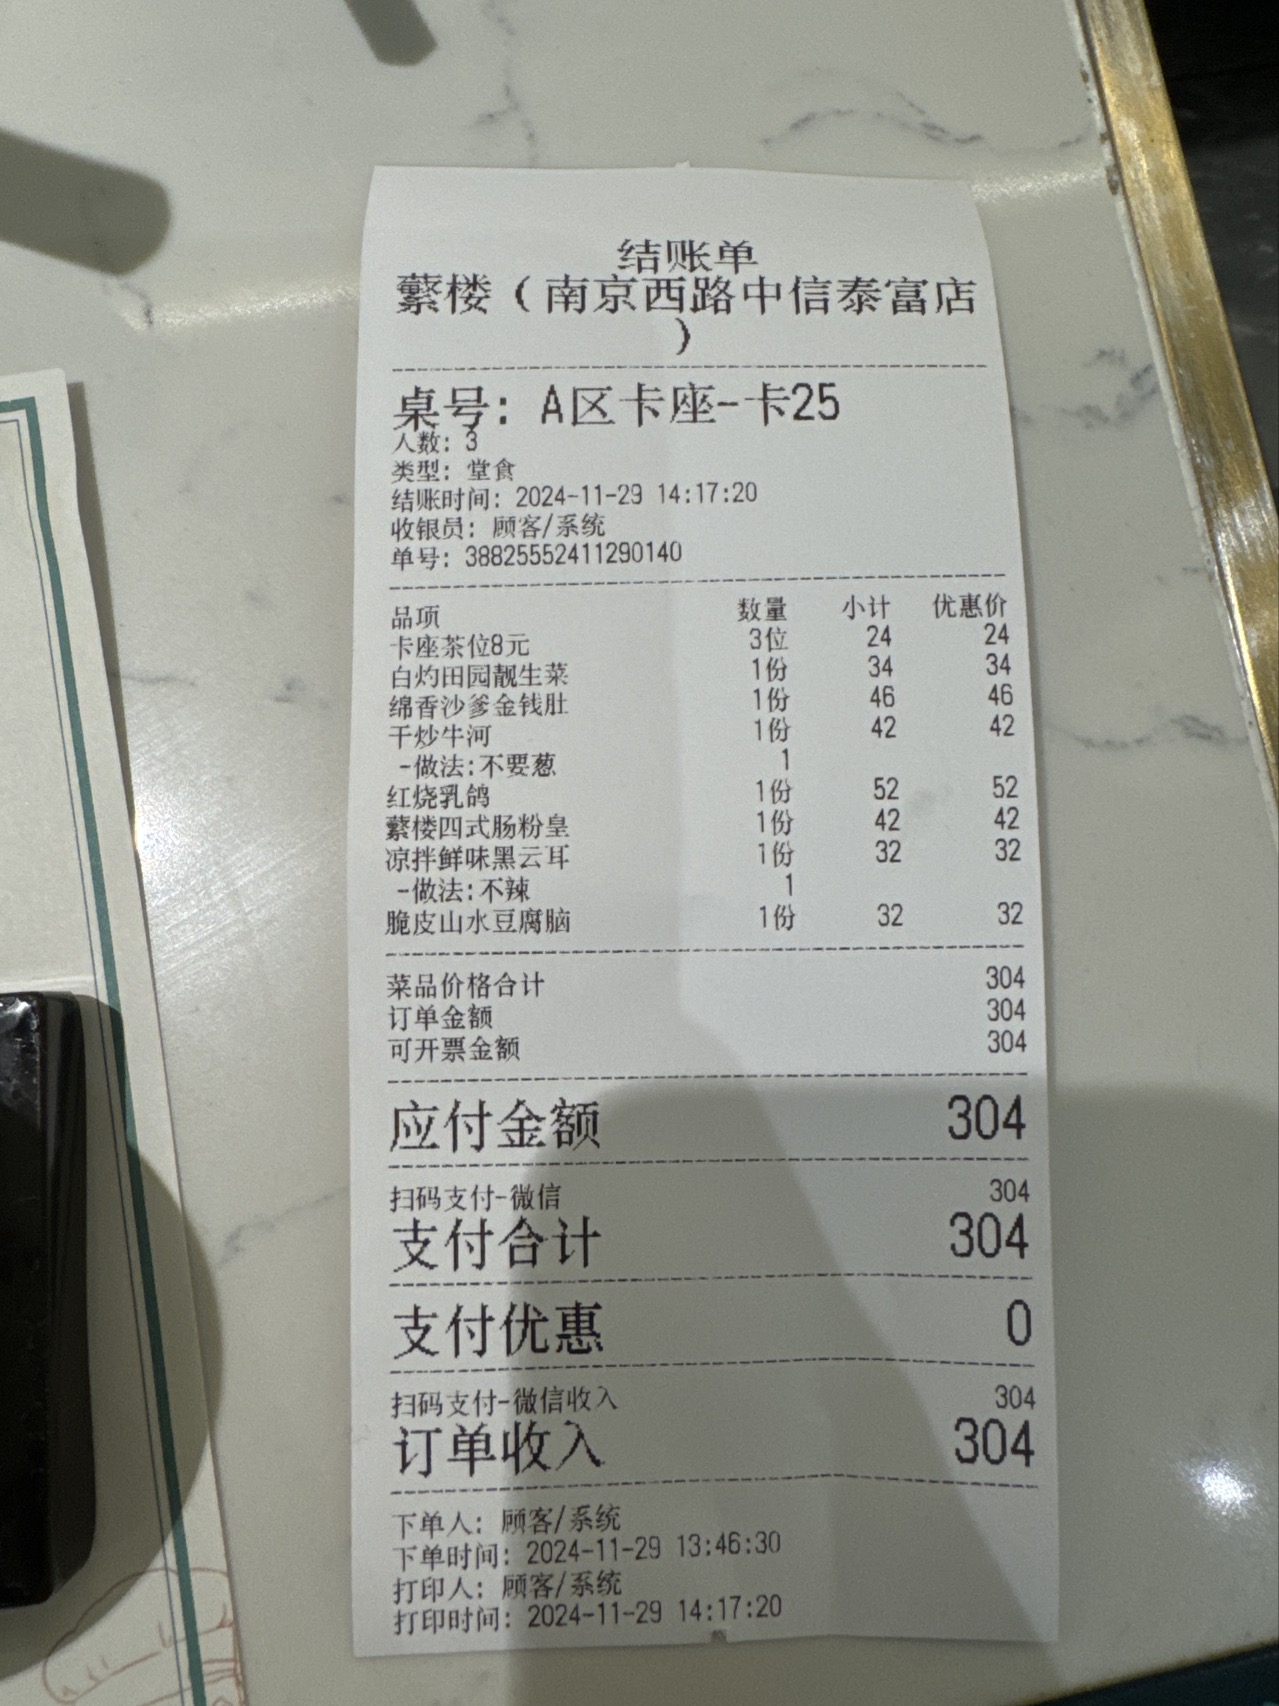 结账单
蘩楼（南京西路中信泰富店
）
桌号: A区卡座-卡25
人数: 3
类型: 堂食
结账时间: 2024-11-29 14:17:20
收银员: 顾客/系统
单号: 38825552411290140
品项 数量 小计 优惠价
卡座茶位8元 3位 24 24
白灼田园靓生菜 1份 34 34
绵香沙爹金钱肚 1份 46 46
干炒牛河 1份 42 42
-做法:不要葱 1
红烧乳鸽 1份 52 52
蘩楼四式肠粉皇 1份 42 42
凉拌鲜味黑云耳 1份 32 32
-做法:不辣 1
脆皮山水豆腐脑 1份 32 32
菜品价格合计 304
订单金额 304
可开票金额 304
应付金额 304
扫码支付-微信 304
支付合计 304
支付优惠 0
扫码支付-微信收入 304
订单收入 304
下单人: 顾客/系统
下单时间: 2024-11-29 13:46:30
打印人: 顾客/系统
打印时间: 2024-11-29 14:17:20